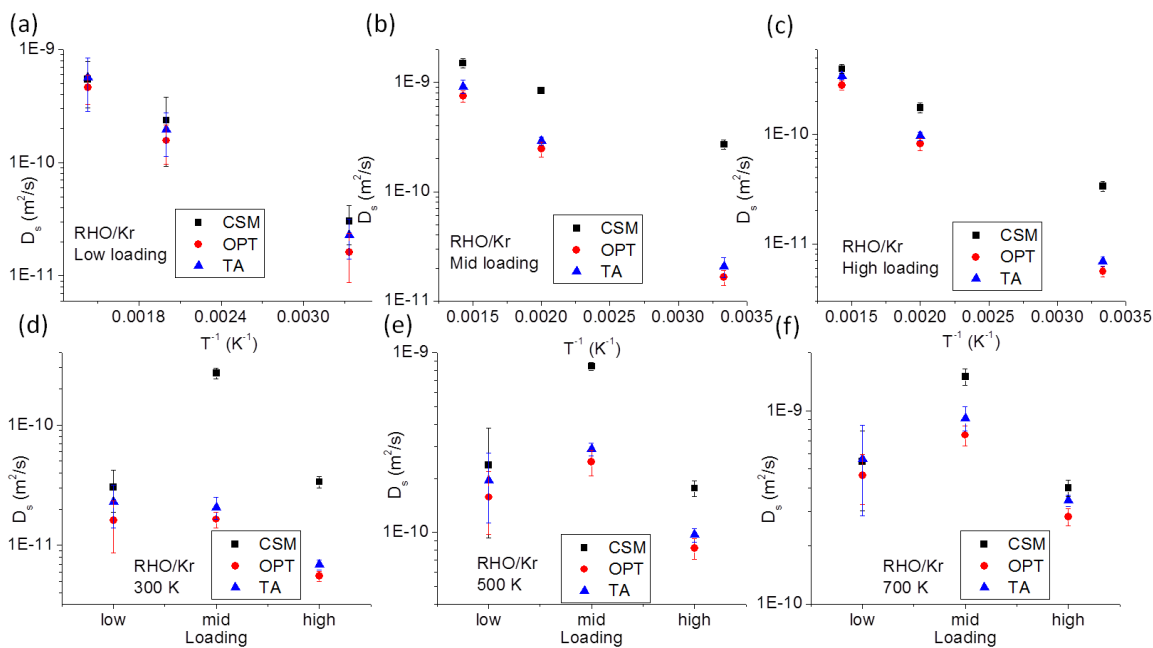 (a)
1E-9
1E-10
1E-11
Dₛ (m²/s)
RHO/Kr
Low loading
CSM
OPT
TA
0.0018 0.0024 0.0030
T⁻¹ (K⁻¹)
(b)
1E-9
1E-10
1E-11
Dₛ (m²/s)
RHO/Kr
Mid loading
CSM
OPT
TA
0.0015 0.0020 0.0025 0.0030 0.0035
T⁻¹ (K⁻¹)
(c)
1E-10
1E-11
Dₛ (m²/s)
RHO/Kr
High loading
CSM
OPT
TA
0.0015 0.0020 0.0025 0.0030 0.0035
T⁻¹ (K⁻¹)
(d)
1E-10
1E-11
Dₛ (m²/s)
RHO/Kr
300 K
CSM
OPT
TA
low mid high
Loading
(e)
1E-9
1E-10
Dₛ (m²/s)
RHO/Kr
500 K
CSM
OPT
TA
low mid high
Loading
(f)
1E-9
1E-10
Dₛ (m²/s)
RHO/Kr
700 K
CSM
OPT
TA
low mid high
Loading